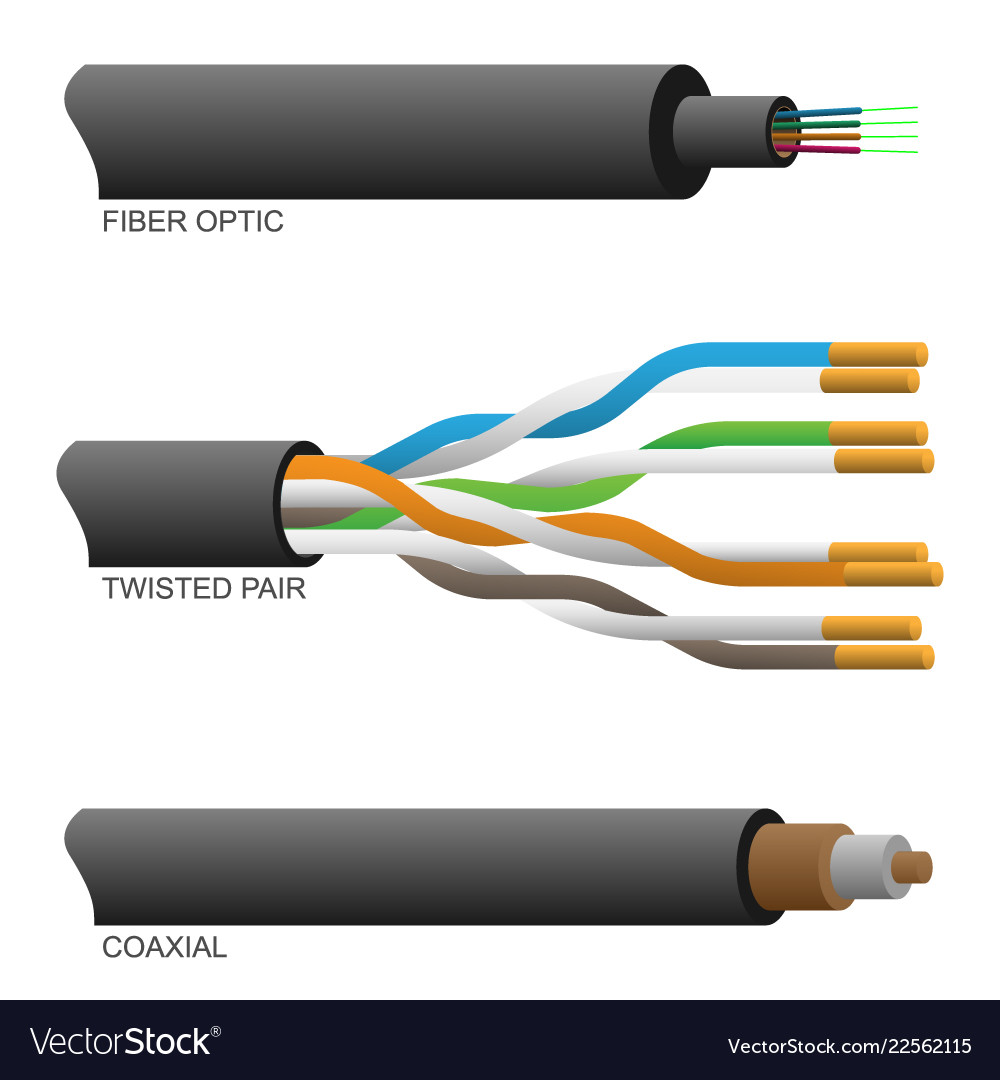 FIBER OPTIC
TWISTED PAIR
COAXIAL
VectorStock®
VectorStock.com/22562115